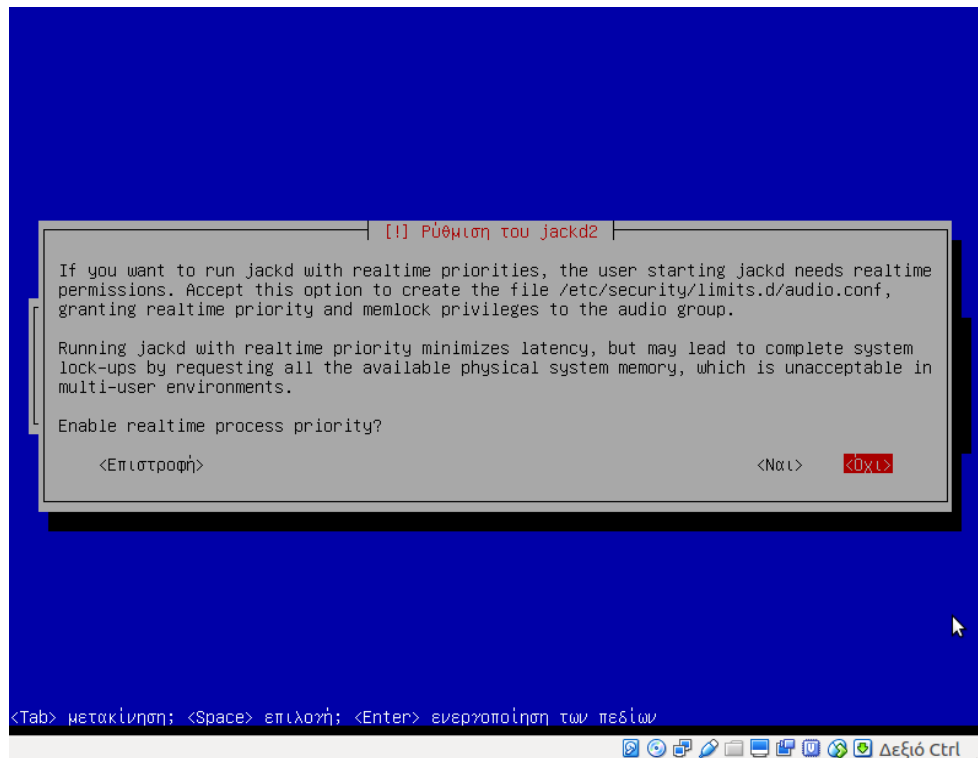 [!] Ρύθμιση του jackd2
If you want to run jackd with realtime priorities, the user starting jackd needs realtime
permissions. Accept this option to create the file /etc/security/limits.d/audio.conf,
granting realtime priority and memlock privileges to the audio group.
Running jackd with realtime priority minimizes latency, but may lead to complete system
lock-ups by requesting all the available physical system memory, which is unacceptable in
multi-user environments.
Enable realtime process priority?
<Επιστροφή> <Ναι> <Όχι>
<Tab> μετακίνηση; <Space> επιλογή; <Enter> ενεργοποίηση των πεδίων
Δεξιό Ctrl